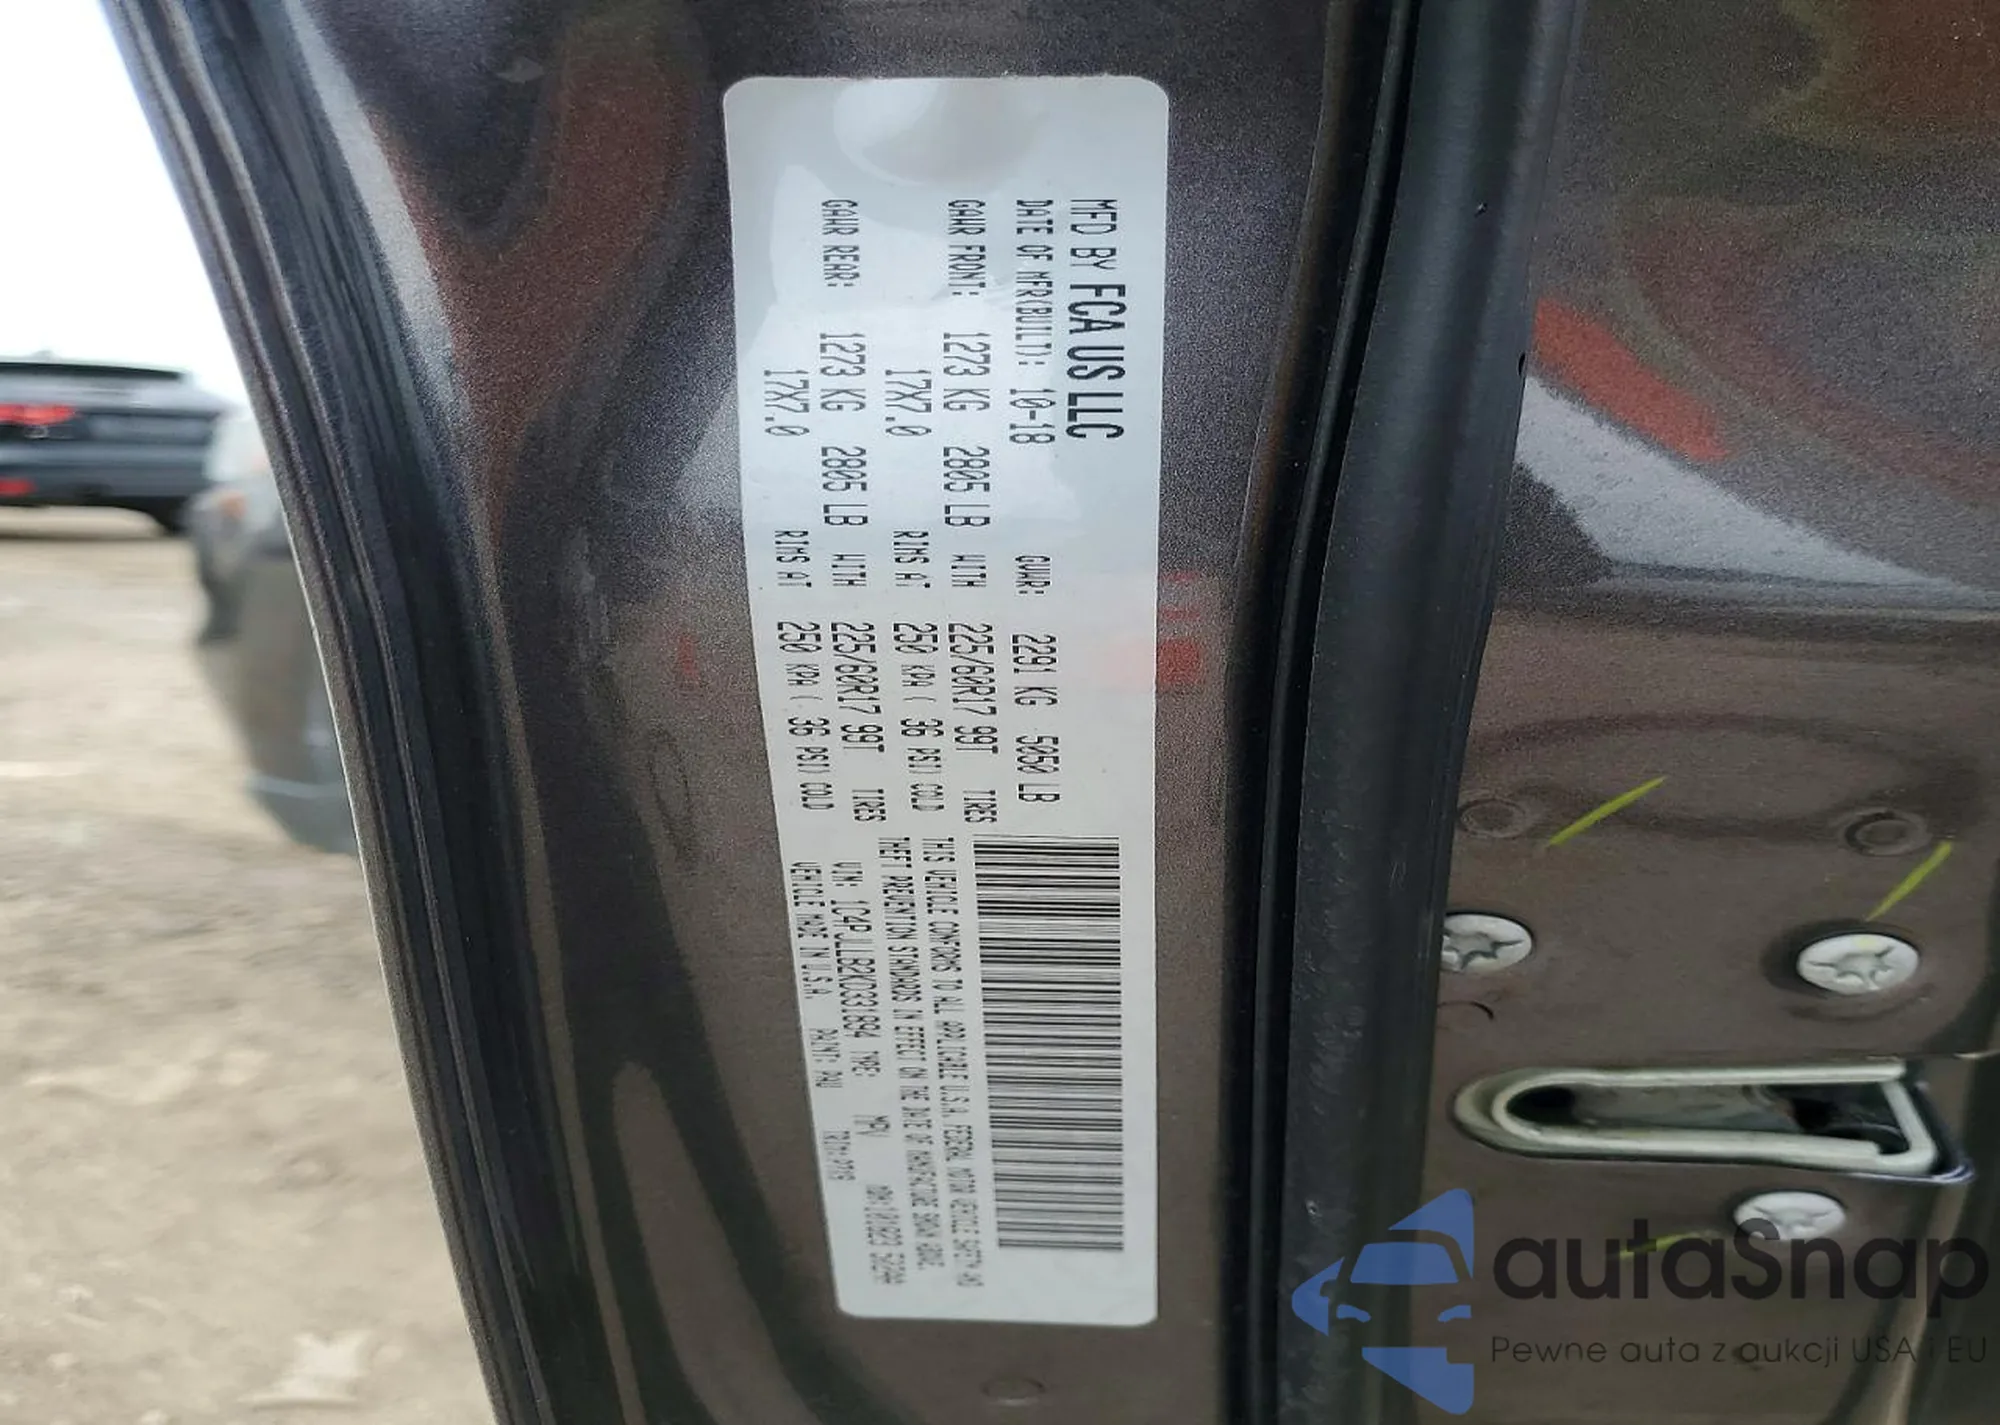 MFD BY FCA US LLC
DATE OF MFR(BUILT): 10-18 GVWR: 2291 KG 5050 LB
GAWR FRONT: 1273 KG 2805 LB WITH 225/60R17 99T TIRES
17X7.0 RIMS AT 250 KPA ( 36 PSI) COLD
GAWR REAR: 1273 KG 2805 LB WITH 225/60R17 99T TIRES
17X7.0 RIMS AT 250 KPA ( 36 PSI) COLD
THIS VEHICLE CONFORMS TO ALL APPLICABLE U.S.A. FEDERAL MOTOR VEHICLE SAFETY AND
THEFT PREVENTION STANDARDS IN EFFECT ON THE DATE OF MANUFACTURE SHOWN ABOVE.
VIN: 1C4PJLLB2KD331894 TYPE: MPV
VEHICLE MADE IN U.S.A. PAINT: PAU
autaSnap
Pewne auta z aukcji USA i EU